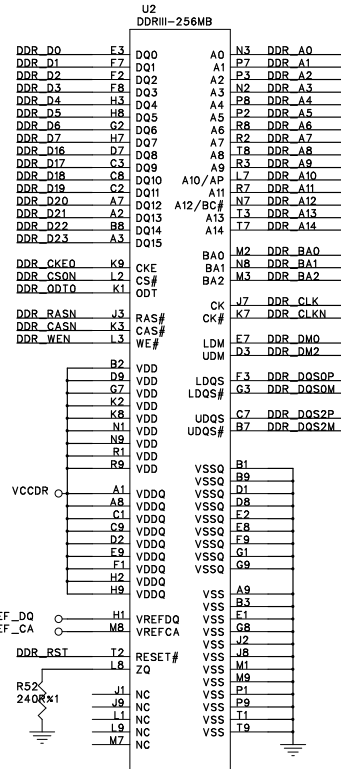 U2
DDRIII-256MB
DDR_D0 E3 DQ0 A0 N3 DDR_A0
DDR_D1 F7 DQ1 A1 P7 DDR_A1
DDR_D2 F2 DQ2 A2 P3 DDR_A2
DDR_D3 F8 DQ3 A3 N2 DDR_A3
DDR_D4 H3 DQ4 A4 P8 DDR_A4
DDR_D5 H8 DQ5 A5 P2 DDR_A5
DDR_D6 G2 DQ6 A6 R8 DDR_A6
DDR_D7 H7 DQ7 A7 R2 DDR_A7
DDR_D16 D7 DQ8 A8 T8 DDR_A8
DDR_D17 C3 DQ9 A9 R3 DDR_A9
DDR_D18 C8 DQ10 A10/AP L7 DDR_A10
DDR_D19 C2 DQ11 A11 R7 DDR_A11
DDR_D20 A7 DQ12 A12/BC# N7 DDR_A12
DDR_D21 A2 DQ13 A13 T3 DDR_A13
DDR_D22 B8 DQ14 A14 T7 DDR_A14
DDR_D23 A3 DQ15
BA0 M2 DDR_BA0
DDR_CKE0 K9 CKE BA1 N8 DDR_BA1
DDR_CS0N L2 CS# BA2 M3 DDR_BA2
DDR_ODT0 K1 ODT
CK J7 DDR_CLK
DDR_RASN J3 RAS# CK# K7 DDR_CLKN
DDR_CASN K3 CAS#
DDR_WEN L3 WE# LDM E7 DDR_DM0
UDM D3 DDR_DM2
B2 VDD
D9 VDD LDQS F3 DDR_DQS0P
G7 VDD LDQS# G3 DDR_DQS0M
K2 VDD
K8 VDD UDQS C7 DDR_DQS2P
N1 VDD UDQS# B7 DDR_DQS2M
N9 VDD
R1 VDD
R9 VDD VSSQ B1
VSSQ B9
VCCDR A1 VDDQ VSSQ D1
A8 VDDQ VSSQ D8
C1 VDDQ VSSQ E2
C9 VDDQ VSSQ E8
D2 VDDQ VSSQ F9
E9 VDDQ VSSQ G1
F1 VDDQ VSSQ G9
H2 VDDQ
H9 VDDQ VSS A9
VSS B3
EF_DQ H1 VREFDQ VSS E1
EF_CA M8 VREFCA VSS G8
VSS J2
DDR_RST T2 RESET# VSS J8
L8 ZQ VSS M1
VSS M9
R52 J1 NC VSS P1
240R%1 J9 NC VSS P9
L1 NC VSS T1
L9 NC VSS T9
M7 NC